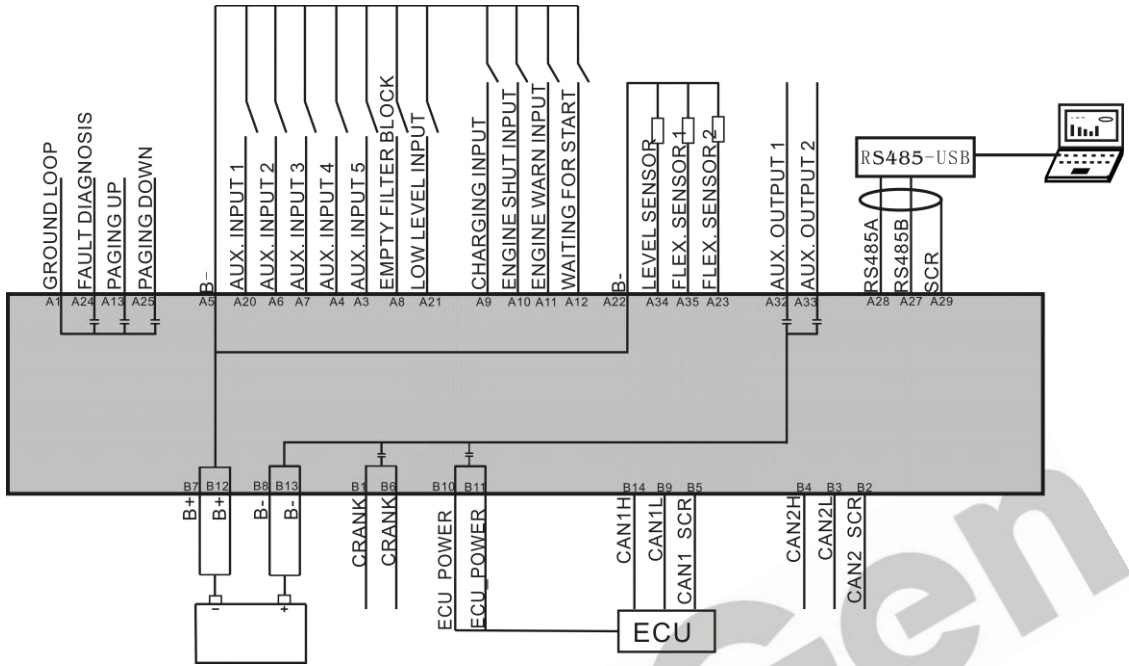 GROUND LOOP
FAULT DIAGNOSIS
PAGING UP
PAGING DOWN
B-
AUX. INPUT 1
AUX. INPUT 2
AUX. INPUT 3
AUX. INPUT 4
AUX. INPUT 5
EMPTY FILTER BLOCK
LOW LEVEL INPUT
CHARGING INPUT
ENGINE SHUT INPUT
ENGINE WARN INPUT
WAITING FOR START
B-
LEVEL SENSOR
FLEX. SENSOR 1
FLEX. SENSOR 2
AUX. OUTPUT 1
AUX. OUTPUT 2
RS485-USB
RS485A
RS485B
SCR
A1
A24
A13
A25
A5
A20
A6
A7
A4
A3
A8
A21
A9
A10
A11
A12
A22
A34
A35
A23
A32
A33
A28
A27
A29
B7
B12
B8
B13
B1
B6
B10
B11
B14
B9
B5
B4
B3
B2
B+
B+
B-
B-
CRANK
CRANK
ECU POWER
ECU_POWER
CAN1H
CAN1L
CAN1 SCR
CAN2H
CAN2L
CAN2 SCR
-
+
ECU
Gen